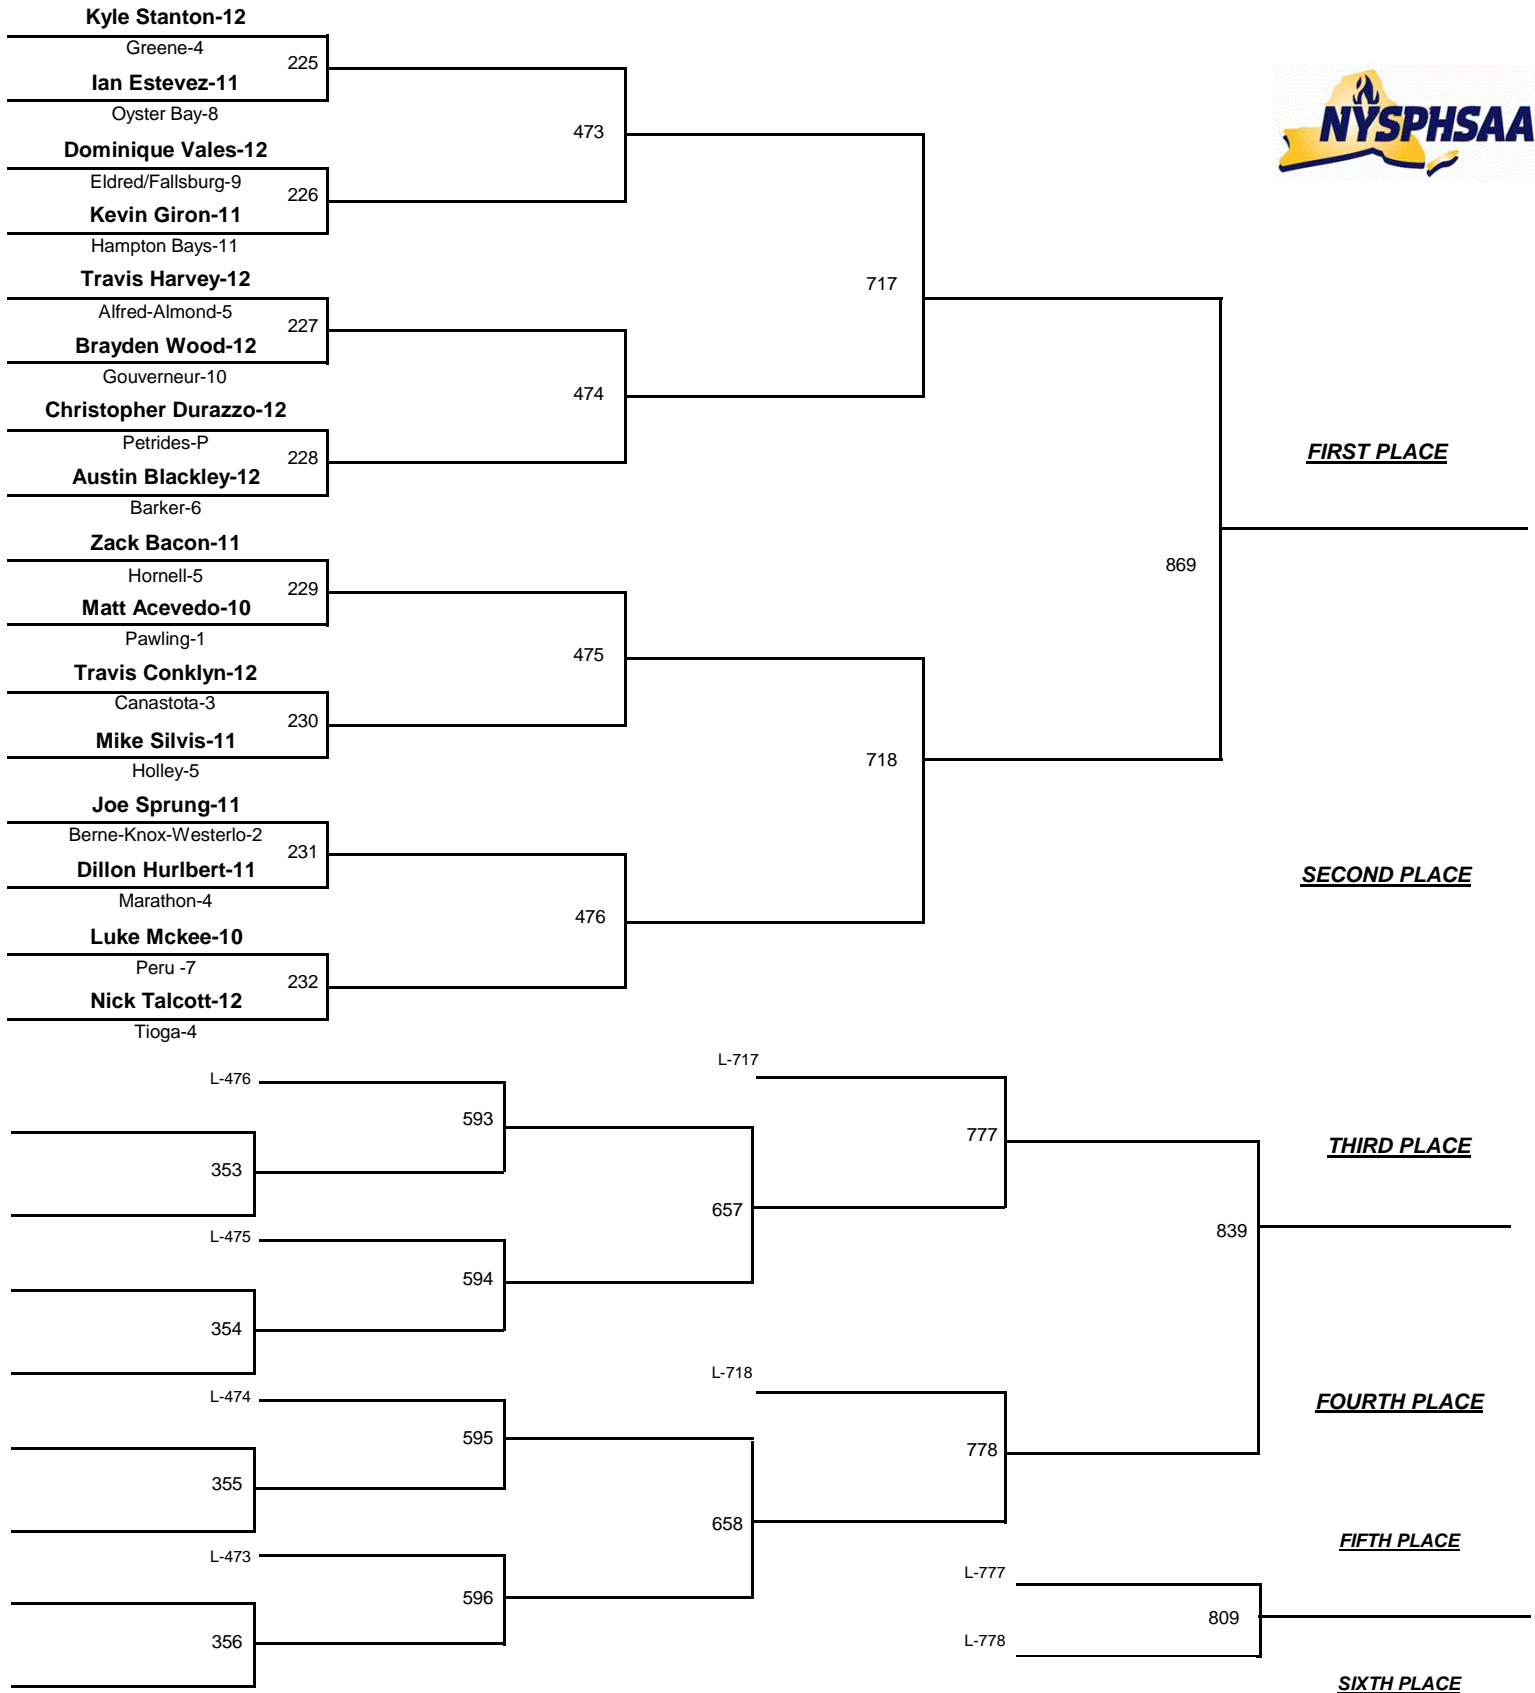 Kyle Stanton-12
Greene-4
225
Ian Estevez-11
Oyster Bay-8
473
Dominique Vales-12
Eldred/Fallsburg-9
226
Kevin Giron-11
Hampton Bays-11
NYSPHSAA
Travis Harvey-12
717
Alfred-Almond-5
227
Brayden Wood-12
Gouverneur-10
474
Christopher Durazzo-12
Petrides-P
228
Austin Blackley-12
Barker-6
FIRST PLACE
Zack Bacon-11
Hornell-5
229
869
Matt Acevedo-10
Pawling-1
475
Travis Conklyn-12
Canastota-3
230
Mike Silvis-11
Holley-5
718
Joe Sprung-11
Berne-Knox-Westerlo-2
231
Dillon Hurlbert-11
Marathon-4
SECOND PLACE
476
Luke Mckee-10
Peru -7
232
Nick Talcott-12
Tioga-4
L-476
L-717
593
777
THIRD PLACE
353
657
L-475
839
594
354
L-718
L-474
FOURTH PLACE
595
778
355
658
FIFTH PLACE
L-473
L-777
596
809
356
L-778
SIXTH PLACE